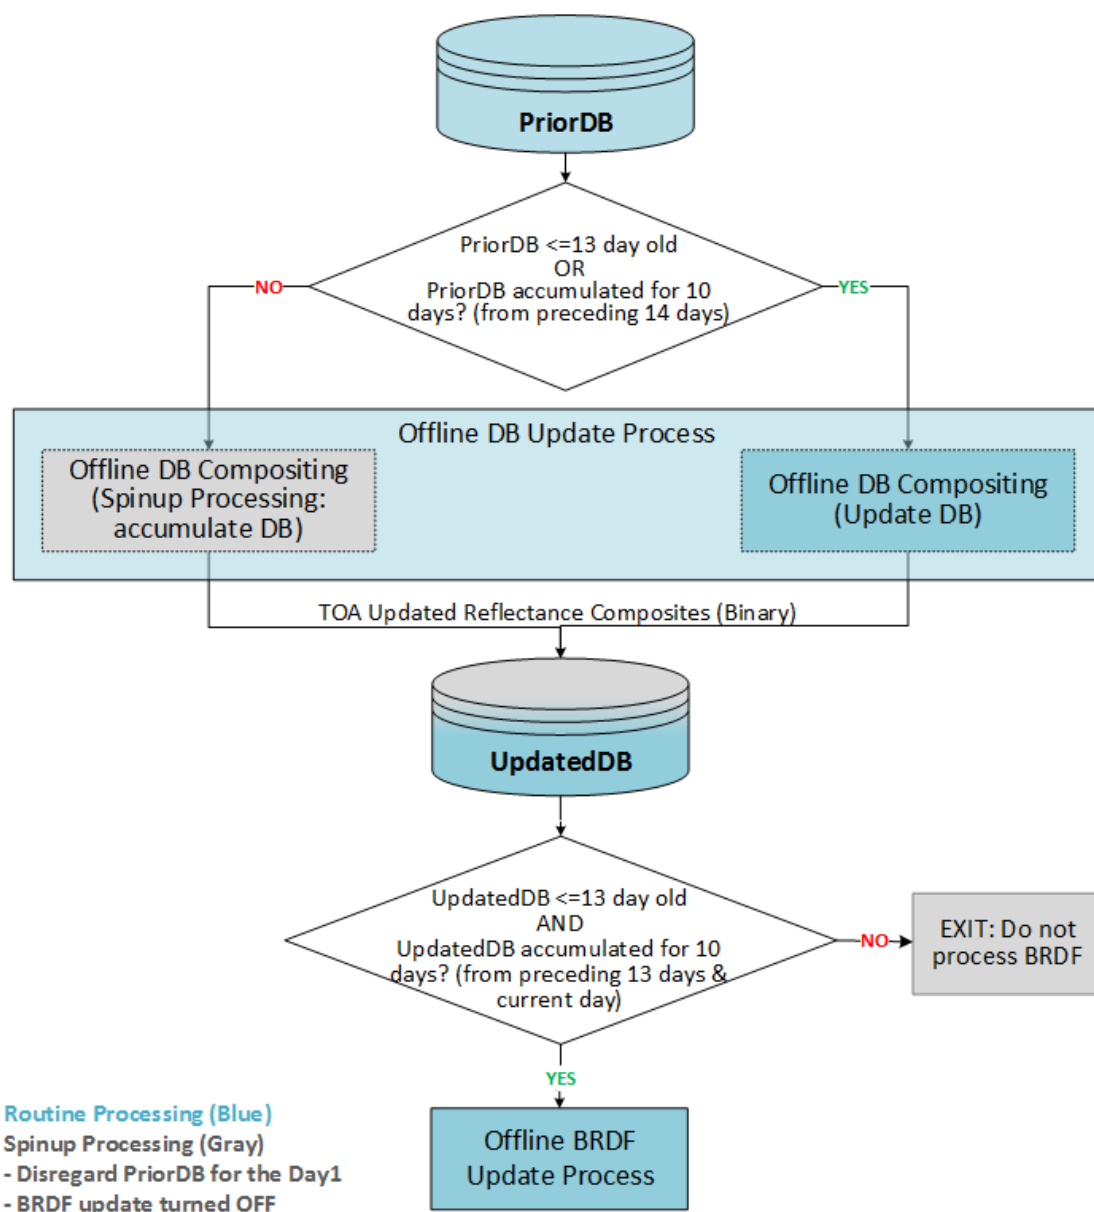 PriorDB
PriorDB <=13 day old
OR
PriorDB accumulated for 10
days? (from preceding 14 days)
NO
YES
Offline DB Update Process
Offline DB Compositing
(Spinup Processing:
accumulate DB)
Offline DB Compositing
(Update DB)
TOA Updated Reflectance Composites (Binary)
UpdatedDB
UpdatedDB <=13 day old
AND
UpdatedDB accumulated for 10
days? (from preceding 13 days &
current day)
NO
EXIT: Do not
process BRDF
YES
Offline BRDF
Update Process
Routine Processing (Blue)
Spinup Processing (Gray)
- Disregard PriorDB for the Day1
- BRDF update turned OFF